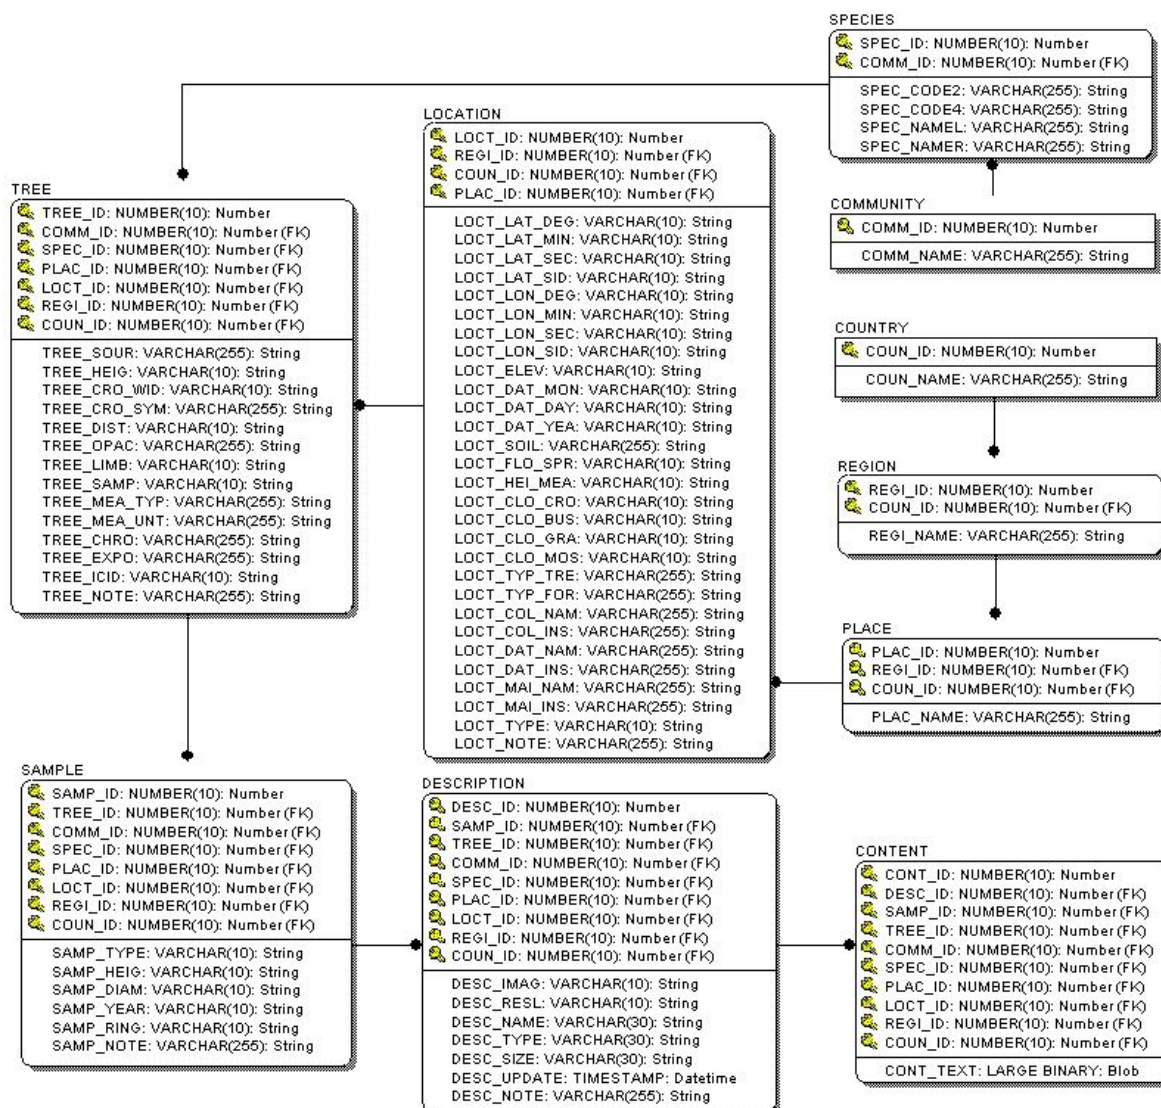 SPECIES
SPEC_ID: NUMBER(10): Number
COMM_ID: NUMBER(10): Number (FK)
SPEC_CODE2: VARCHAR(255): String
SPEC_CODE4: VARCHAR(255): String
SPEC_NAMEL: VARCHAR(255): String
SPEC_NAMER: VARCHAR(255): String
LOCATION
LOCT_ID: NUMBER(10): Number
REGI_ID: NUMBER(10): Number (FK)
COUN_ID: NUMBER(10): Number (FK)
PLAC_ID: NUMBER(10): Number (FK)
LOCT_LAT_DEG: VARCHAR(10): String
LOCT_LAT_MIN: VARCHAR(10): String
LOCT_LAT_SEC: VARCHAR(10): String
LOCT_LAT_SID: VARCHAR(10): String
LOCT_LON_DEG: VARCHAR(10): String
LOCT_LON_MIN: VARCHAR(10): String
LOCT_LON_SEC: VARCHAR(10): String
LOCT_LON_SID: VARCHAR(10): String
LOCT_ELEV: VARCHAR(10): String
LOCT_DAT_MON: VARCHAR(10): String
LOCT_DAT_DAY: VARCHAR(10): String
LOCT_DAT_YEA: VARCHAR(10): String
LOCT_SOIL: VARCHAR(255): String
LOCT_FLO_SPR: VARCHAR(10): String
LOCT_HEI_MEA: VARCHAR(10): String
LOCT_CLO_CRO: VARCHAR(10): String
LOCT_CLO_BUS: VARCHAR(10): String
LOCT_CLO_GRA: VARCHAR(10): String
LOCT_CLO_MOS: VARCHAR(10): String
LOCT_TYP_TRE: VARCHAR(255): String
LOCT_TYP_FOR: VARCHAR(255): String
LOCT_COL_NAM: VARCHAR(255): String
LOCT_COL_INS: VARCHAR(255): String
LOCT_DAT_NAM: VARCHAR(255): String
LOCT_DAT_INS: VARCHAR(255): String
LOCT_MAI_NAM: VARCHAR(255): String
LOCT_MAI_INS: VARCHAR(255): String
LOCT_TYPE: VARCHAR(10): String
LOCT_NOTE: VARCHAR(255): String
TREE
TREE_ID: NUMBER(10): Number
COMM_ID: NUMBER(10): Number (FK)
SPEC_ID: NUMBER(10): Number (FK)
PLAC_ID: NUMBER(10): Number (FK)
LOCT_ID: NUMBER(10): Number (FK)
REGI_ID: NUMBER(10): Number (FK)
COUN_ID: NUMBER(10): Number (FK)
TREE_SOUR: VARCHAR(255): String
TREE_HEIG: VARCHAR(10): String
TREE_CRO_WID: VARCHAR(10): String
TREE_CRO_SYM: VARCHAR(255): String
TREE_DIST: VARCHAR(10): String
TREE_OPAC: VARCHAR(255): String
TREE_LIMB: VARCHAR(10): String
TREE_SAMP: VARCHAR(10): String
TREE_MEA_TYP: VARCHAR(255): String
TREE_MEA_UNT: VARCHAR(255): String
TREE_CHRO: VARCHAR(255): String
TREE_EXPO: VARCHAR(255): String
TREE_ICID: VARCHAR(10): String
TREE_NOTE: VARCHAR(255): String
COMMUNITY
COMM_ID: NUMBER(10): Number
COMM_NAME: VARCHAR(255): String
COUNTRY
COUN_ID: NUMBER(10): Number
COUN_NAME: VARCHAR(255): String
REGION
REGI_ID: NUMBER(10): Number
COUN_ID: NUMBER(10): Number (FK)
REGI_NAME: VARCHAR(255): String
PLACE
PLAC_ID: NUMBER(10): Number
REGI_ID: NUMBER(10): Number (FK)
COUN_ID: NUMBER(10): Number (FK)
PLAC_NAME: VARCHAR(255): String
SAMPLE
SAMP_ID: NUMBER(10): Number
TREE_ID: NUMBER(10): Number (FK)
COMM_ID: NUMBER(10): Number (FK)
SPEC_ID: NUMBER(10): Number (FK)
PLAC_ID: NUMBER(10): Number (FK)
LOCT_ID: NUMBER(10): Number (FK)
REGI_ID: NUMBER(10): Number (FK)
COUN_ID: NUMBER(10): Number (FK)
SAMP_TYPE: VARCHAR(10): String
SAMP_HEIG: VARCHAR(10): String
SAMP_DIAM: VARCHAR(10): String
SAMP_YEAR: VARCHAR(10): String
SAMP_RING: VARCHAR(10): String
SAMP_NOTE: VARCHAR(255): String
DESCRIPTION
DESC_ID: NUMBER(10): Number
SAMP_ID: NUMBER(10): Number (FK)
TREE_ID: NUMBER(10): Number (FK)
COMM_ID: NUMBER(10): Number (FK)
SPEC_ID: NUMBER(10): Number (FK)
PLAC_ID: NUMBER(10): Number (FK)
LOCT_ID: NUMBER(10): Number (FK)
REGI_ID: NUMBER(10): Number (FK)
COUN_ID: NUMBER(10): Number (FK)
DESC_IMAG: VARCHAR(10): String
DESC_RESL: VARCHAR(10): String
DESC_NAME: VARCHAR(30): String
DESC_TYPE: VARCHAR(30): String
DESC_SIZE: VARCHAR(30): String
DESC_UPDATE: TIMESTAMP: Datetime
DESC_NOTE: VARCHAR(255): String
CONTENT
CONT_ID: NUMBER(10): Number
DESC_ID: NUMBER(10): Number (FK)
SAMP_ID: NUMBER(10): Number (FK)
TREE_ID: NUMBER(10): Number (FK)
COMM_ID: NUMBER(10): Number (FK)
SPEC_ID: NUMBER(10): Number (FK)
PLAC_ID: NUMBER(10): Number (FK)
LOCT_ID: NUMBER(10): Number (FK)
REGI_ID: NUMBER(10): Number (FK)
COUN_ID: NUMBER(10): Number (FK)
CONT_TEXT: LARGE BINARY: Blob